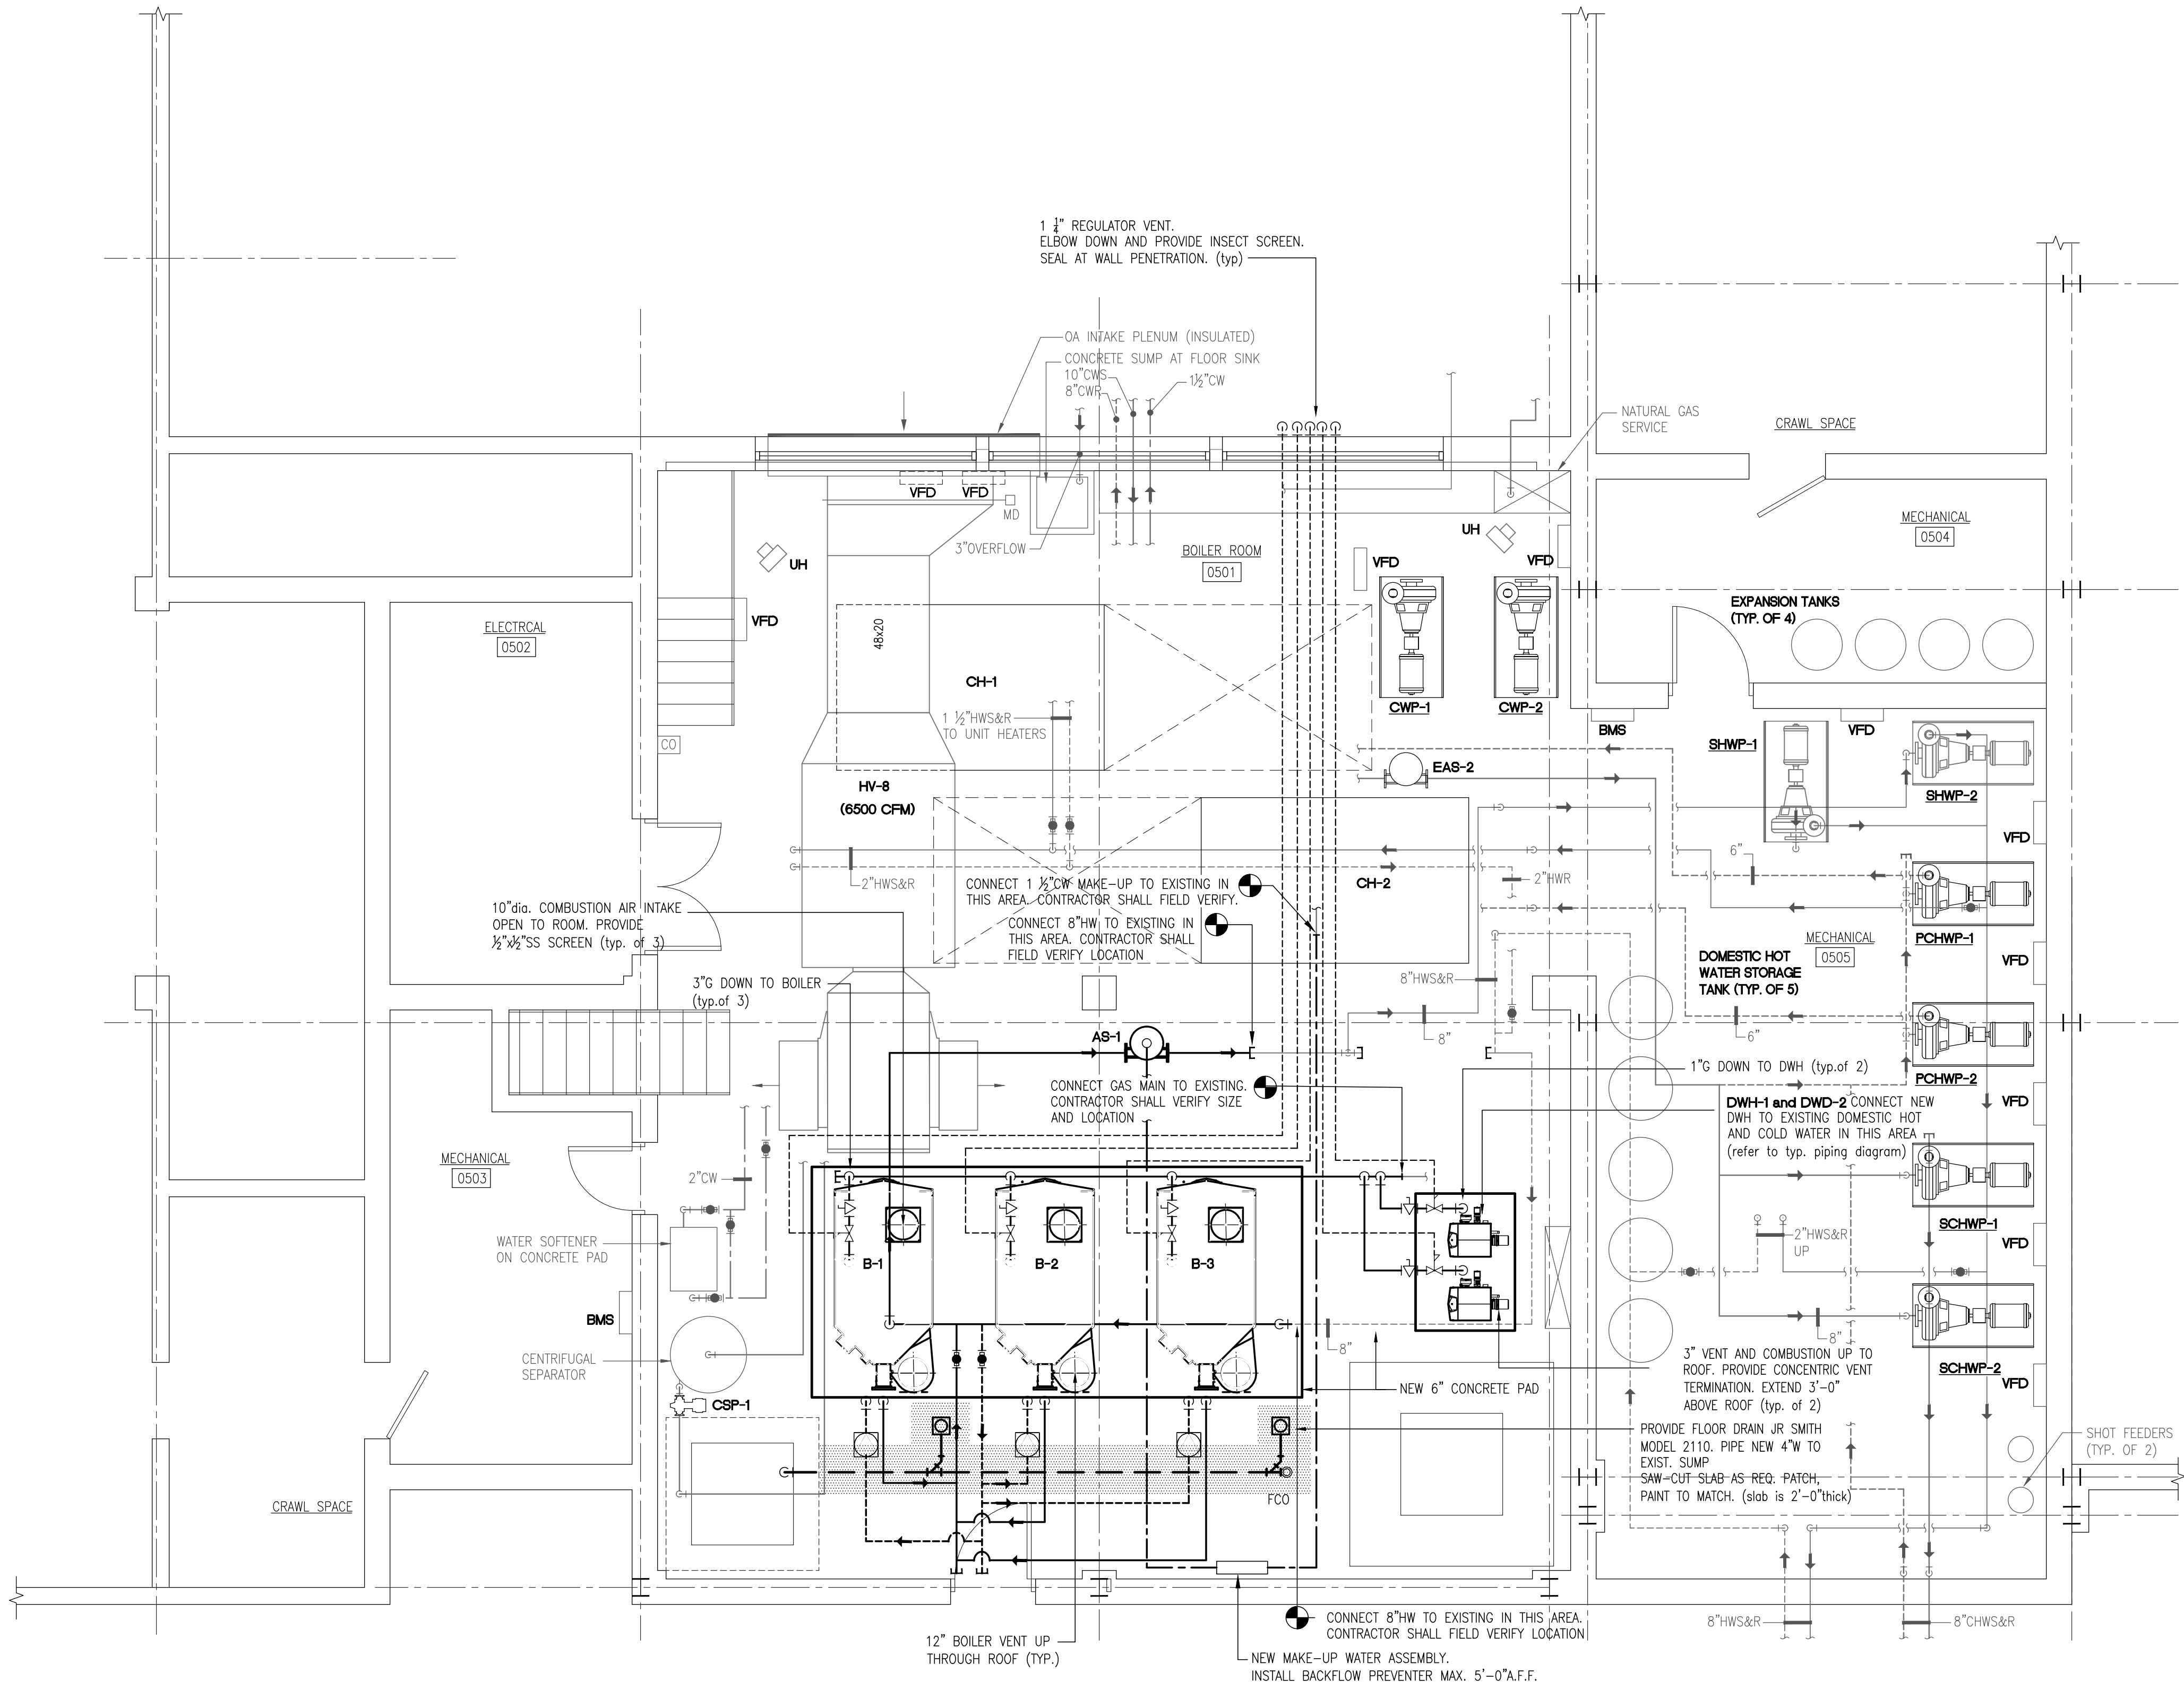 1 ¼" REGULATOR VENT.
ELBOW DOWN AND PROVIDE INSECT SCREEN.
SEAL AT WALL PENETRATION. (typ)
OA INTAKE PLENUM (INSULATED)
CONCRETE SUMP AT FLOOR SINK
10"CWS
8"CWR
1½"CW
NATURAL GAS
SERVICE
CRAWL SPACE
VFD
VFD
MD
3"OVERFLOW
UH
BOILER ROOM
0501
UH
VFD
VFD
MECHANICAL
0504
ELECTRCAL
0502
VFD
48x20
EXPANSION TANKS
(TYP. OF 4)
CH-1
CWP-1
CWP-2
1 ½"HWS&R
TO UNIT HEATERS
CO
BMS
SHWP-1
VFD
EAS-2
SHWP-2
HV-8
(6500 CFM)
VFD
6"
2"HWS&R
CONNECT 1 ½"CW MAKE-UP TO EXISTING IN
THIS AREA. CONTRACTOR SHALL FIELD VERIFY.
CH-2
2"HWR
10"dia. COMBUSTION AIR INTAKE
OPEN TO ROOM. PROVIDE
½"x½"SS SCREEN (typ. of 3)
CONNECT 8"HW TO EXISTING IN
THIS AREA. CONTRACTOR SHALL
FIELD VERIFY LOCATION
PCHWP-1
MECHANICAL
0505
DOMESTIC HOT
WATER STORAGE
TANK (TYP. OF 5)
VFD
3"G DOWN TO BOILER
(typ.of 3)
8"HWS&R
AS-1
8"
6"
1"G DOWN TO DWH (typ.of 2)
PCHWP-2
CONNECT GAS MAIN TO EXISTING.
CONTRACTOR SHALL VERIFY SIZE
AND LOCATION
DWH-1 and DWD-2 CONNECT NEW
DWH TO EXISTING DOMESTIC HOT
AND COLD WATER IN THIS AREA
(refer to typ. piping diagram)
VFD
MECHANICAL
0503
2"CW
WATER SOFTENER
ON CONCRETE PAD
SCHWP-1
2"HWS&R
UP
VFD
B-1
B-2
B-3
BMS
CENTRIFUGAL
SEPARATOR
8"
8"
3" VENT AND COMBUSTION UP TO
ROOF. PROVIDE CONCENTRIC VENT
TERMINATION. EXTEND 3'-0"
ABOVE ROOF (typ. of 2)
SCHWP-2
VFD
NEW 6" CONCRETE PAD
CSP-1
PROVIDE FLOOR DRAIN JR SMITH
MODEL 2110. PIPE NEW 4"W TO
EXIST. SUMP
SAW-CUT SLAB AS REQ. PATCH,
PAINT TO MATCH. (slab is 2'-0"thick)
SHOT FEEDERS
(TYP. OF 2)
CRAWL SPACE
FCO
CONNECT 8"HW TO EXISTING IN THIS AREA.
CONTRACTOR SHALL FIELD VERIFY LOCATION
8"HWS&R
8"CHWS&R
12" BOILER VENT UP
THROUGH ROOF (TYP.)
NEW MAKE-UP WATER ASSEMBLY.
INSTALL BACKFLOW PREVENTER MAX. 5'-0"A.F.F.